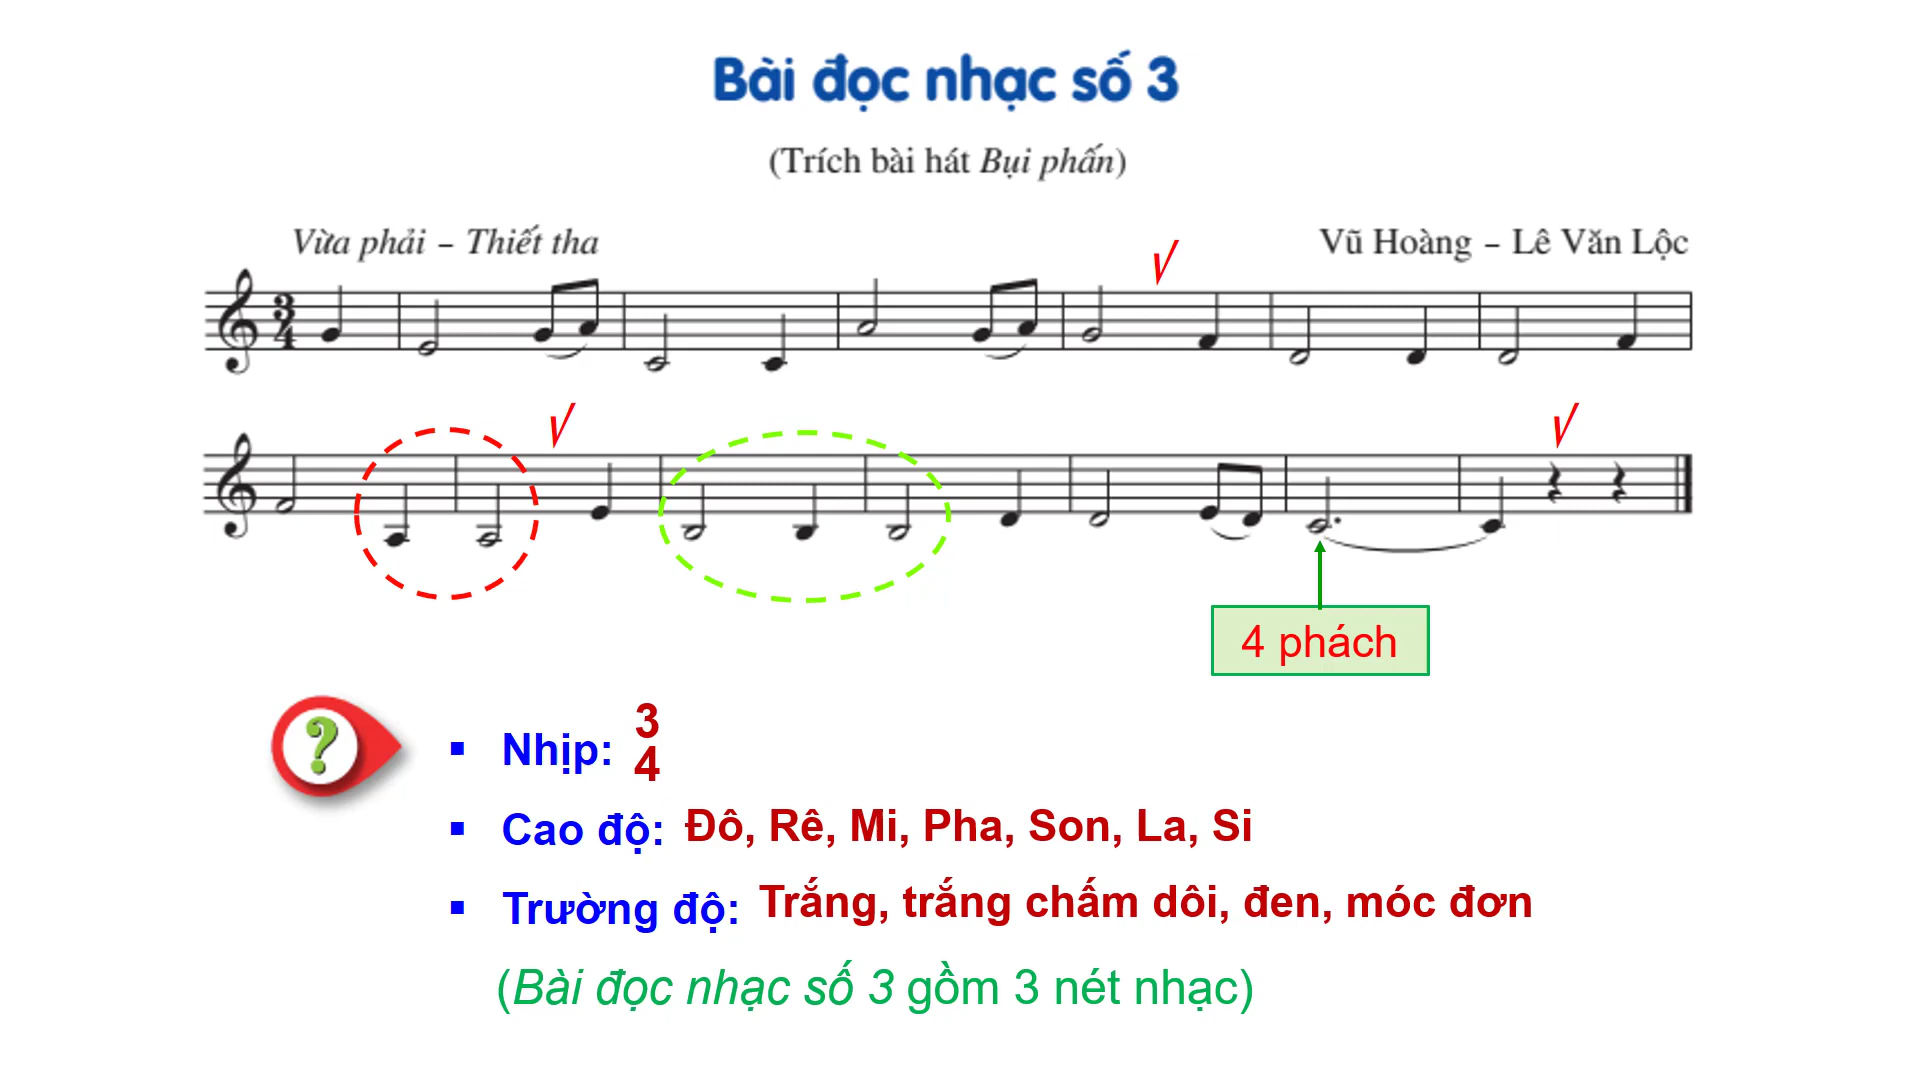 Bài đọc nhạc số 3
(Trích bài hát Bụi phấn)
Vừa phải – Thiết tha
Vũ Hoàng – Lê Văn Lộc
3
4
4 phách
?
Nhịp: 3
4
Cao độ: Đô, Rê, Mi, Pha, Son, La, Si
Trường độ: Trắng, trắng chấm dôi, đen, móc đơn
(Bài đọc nhạc số 3 gồm 3 nét nhạc)